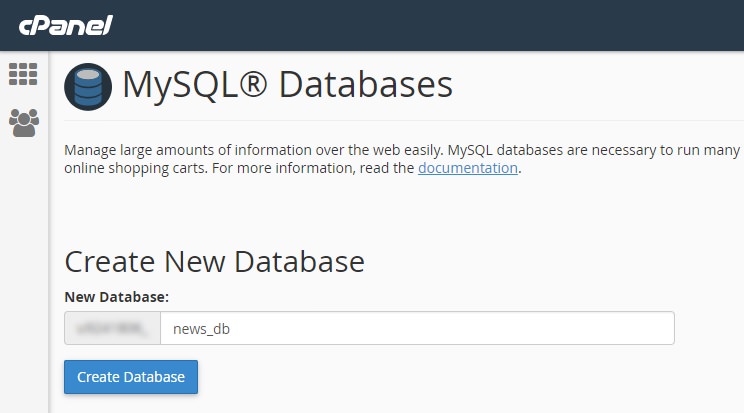 cPanel
MySQL® Databases
Manage large amounts of information over the web easily. MySQL databases are necessary to run many
online shopping carts. For more information, read the documentation.
Create New Database
New Database:
news_db
Create Database